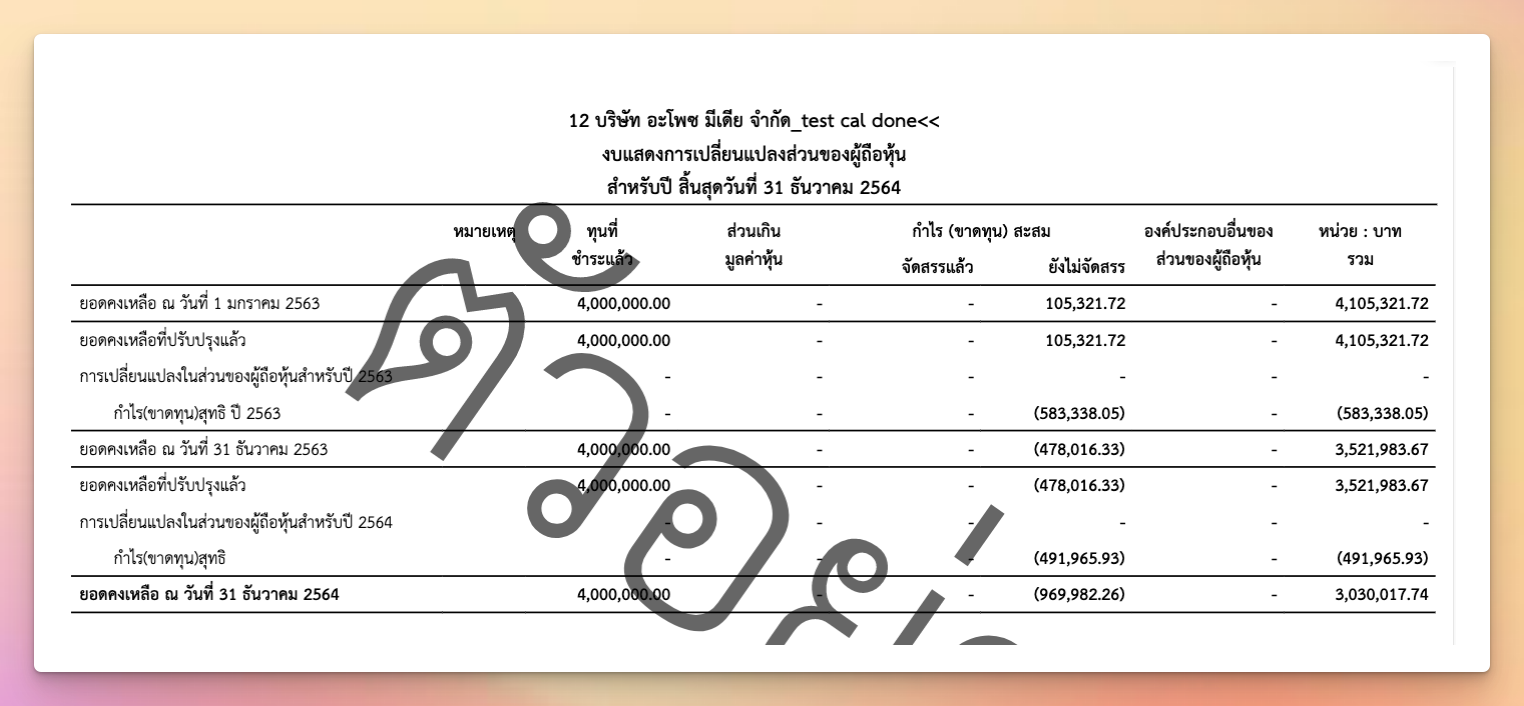 12 บริษัท อะโพซ มีเดีย จำกัด_test cal done<<
งบแสดงการเปลี่ยนแปลงส่วนของผู้ถือหุ้น
สำหรับปี สิ้นสุดวันที่ 31 ธันวาคม 2564
หมายเหตุ ทุนที่ ส่วนเกิน กำไร (ขาดทุน) สะสม องค์ประกอบอื่นของ หน่วย : บาท
ชำระแล้ว มูลค่าหุ้น จัดสรรแล้ว ยังไม่จัดสรร ส่วนของผู้ถือหุ้น รวม
ยอดคงเหลือ ณ วันที่ 1 มกราคม 2563 4,000,000.00 - - 105,321.72 - 4,105,321.72
ยอดคงเหลือที่ปรับปรุงแล้ว 4,000,000.00 - - 105,321.72 - 4,105,321.72
การเปลี่ยนแปลงในส่วนของผู้ถือหุ้นสำหรับปี 2563 - - - - - -
กำไร(ขาดทุน)สุทธิ ปี 2563 - - - (583,338.05) - (583,338.05)
ยอดคงเหลือ ณ วันที่ 31 ธันวาคม 2563 4,000,000.00 - - (478,016.33) - 3,521,983.67
ยอดคงเหลือที่ปรับปรุงแล้ว 4,000,000.00 - - (478,016.33) - 3,521,983.67
การเปลี่ยนแปลงในส่วนของผู้ถือหุ้นสำหรับปี 2564 - - - - - -
กำไร(ขาดทุน)สุทธิ - - - (491,965.93) - (491,965.93)
ยอดคงเหลือ ณ วันที่ 31 ธันวาคม 2564 4,000,000.00 - - (969,982.26) - 3,030,017.74